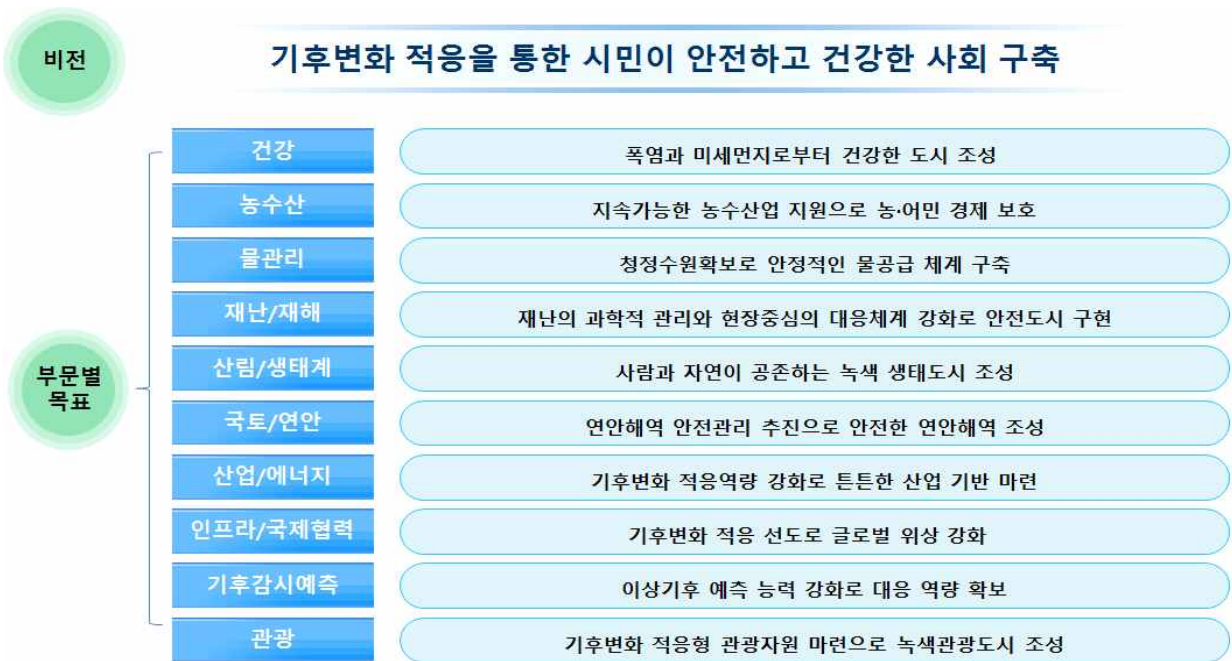 비전
기후변화 적응을 통한 시민이 안전하고 건강한 사회 구축
부문별
목표
건강
폭염과 미세먼지로부터 건강한 도시 조성
농수산
지속가능한 농수산업 지원으로 농·어민 경제 보호
물관리
청정수원확보로 안정적인 물공급 체계 구축
재난/재해
재난의 과학적 관리와 현장중심의 대응체계 강화로 안전도시 구현
산림/생태계
사람과 자연이 공존하는 녹색 생태도시 조성
국토/연안
연안해역 안전관리 추진으로 안전한 연안해역 조성
산업/에너지
기후변화 적응역량 강화로 튼튼한 산업 기반 마련
인프라/국제협력
기후변화 적응 선도로 글로벌 위상 강화
기후감시예측
이상기후 예측 능력 강화로 대응 역량 확보
관광
기후변화 적응형 관광자원 마련으로 녹색관광도시 조성